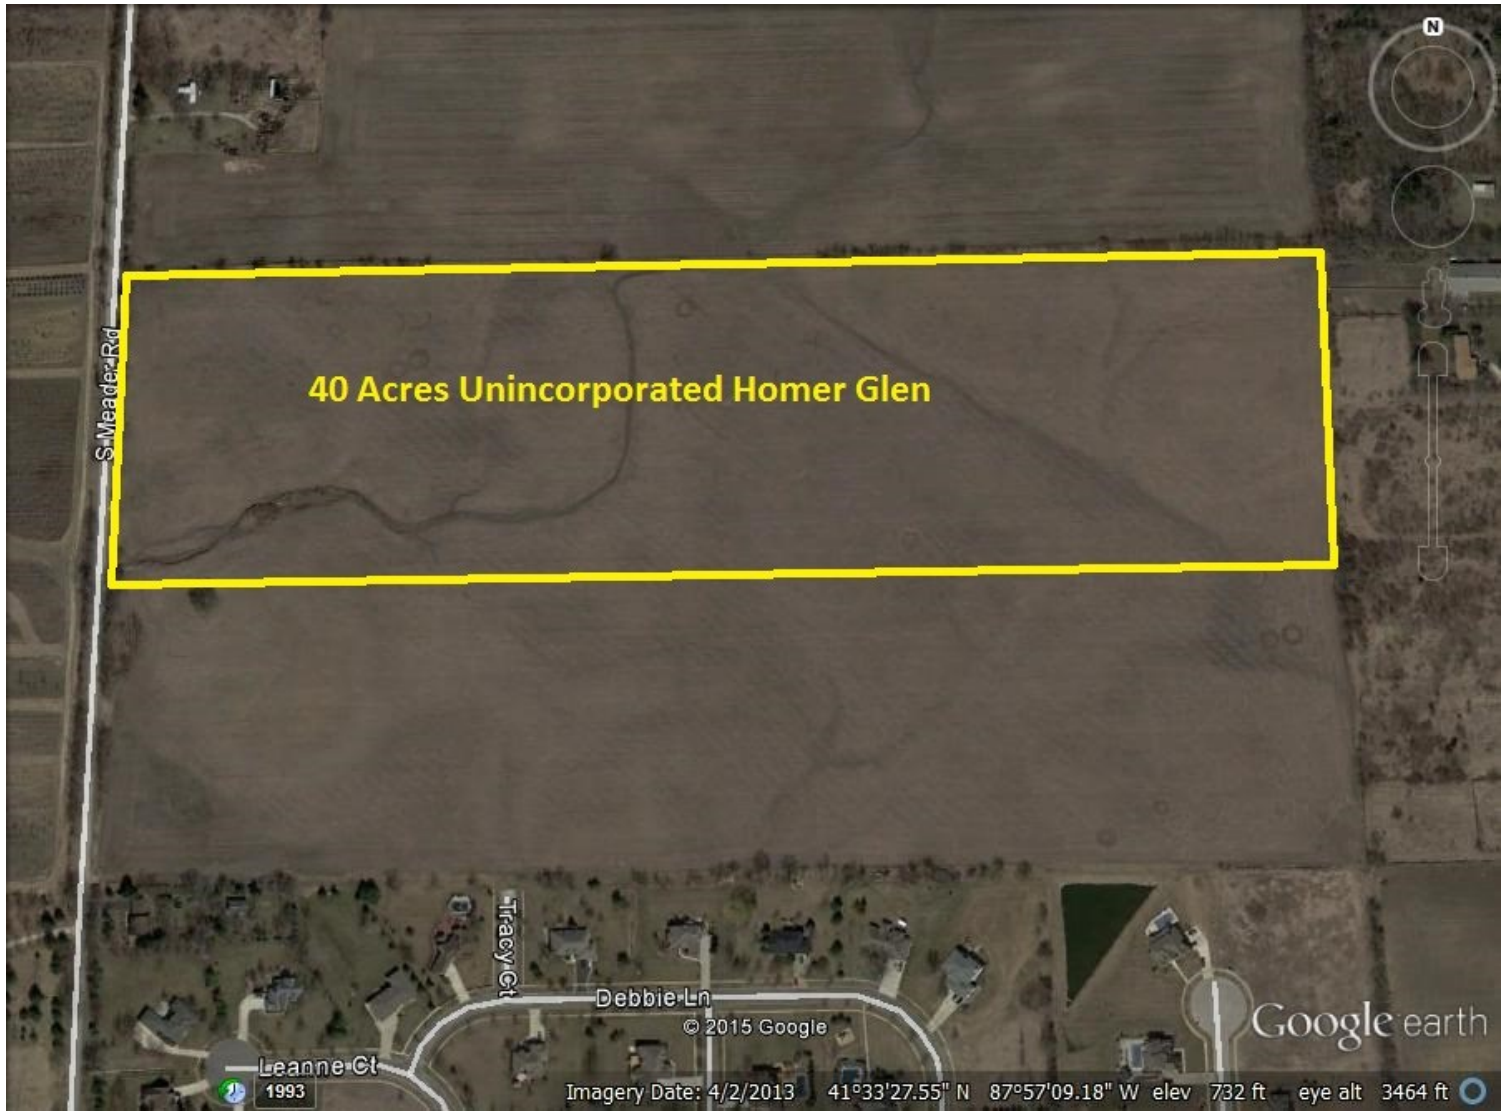 N
40 Acres Unincorporated Homer Glen
S Meader Rd
Tracy Ct
Debbie Ln
© 2015 Google
Google earth
Leanne Ct
1993
Imagery Date: 4/2/2013 41°33'27.55" N 87°57'09.18" W elev 732 ft eye alt 3464 ft